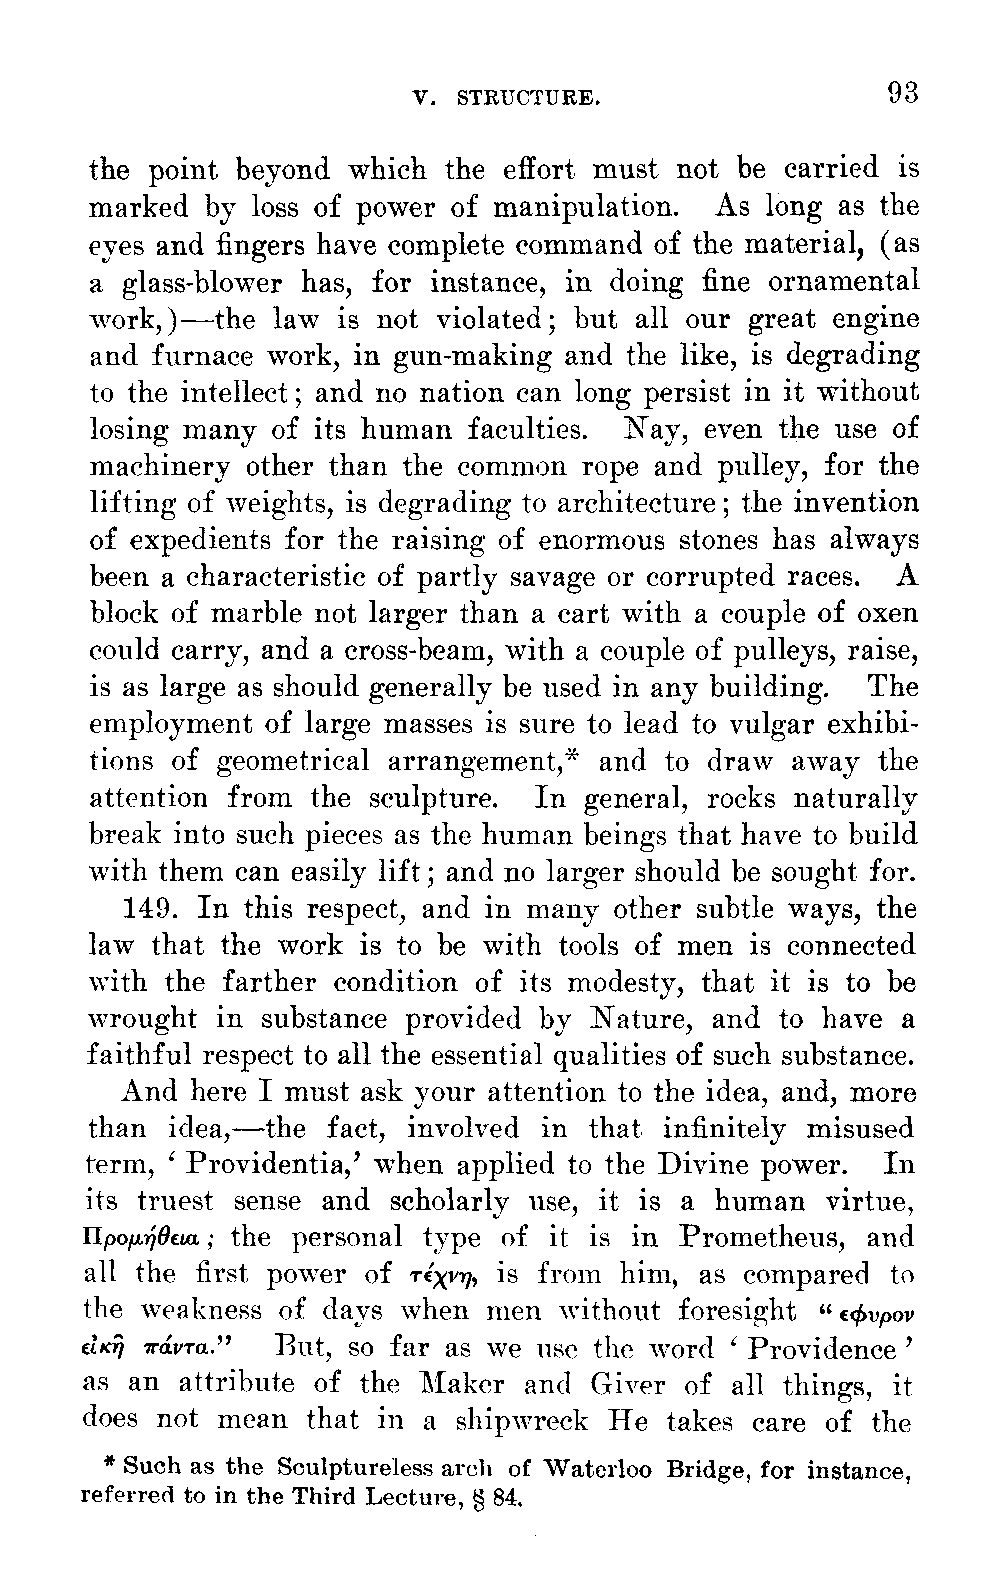 V. STRUCTURE. 93
the point beyond which the effort must not be carried is
marked by loss of power of manipulation. As long as the
eyes and fingers have complete command of the material, (as
a glass-blower has, for instance, in doing fine ornamental
work,)—the law is not violated; but all our great engine
and furnace work, in gun-making and the like, is degrading
to the intellect; and no nation can long persist in it without
losing many of its human faculties. Nay, even the use of
machinery other than the common rope and pulley, for the
lifting of weights, is degrading to architecture; the invention
of expedients for the raising of enormous stones has always
been a characteristic of partly savage or corrupted races. A
block of marble not larger than a cart with a couple of oxen
could carry, and a cross-beam, with a couple of pulleys, raise,
is as large as should generally be used in any building. The
employment of large masses is sure to lead to vulgar exhibi-
tions of geometrical arrangement,* and to draw away the
attention from the sculpture. In general, rocks naturally
break into such pieces as the human beings that have to build
with them can easily lift; and no larger should be sought for.
149. In this respect, and in many other subtle ways, the
law that the work is to be with tools of men is connected
with the farther condition of its modesty, that it is to be
wrought in substance provided by Nature, and to have a
faithful respect to all the essential qualities of such substance.
And here I must ask your attention to the idea, and, more
than idea,—the fact, involved in that infinitely misused
term, ‘Providentia,’ when applied to the Divine power. In
its truest sense and scholarly use, it is a human virtue,
Προμήθεια; the personal type of it is in Prometheus, and
all the first power of τέχνη, is from him, as compared to
the weakness of days when men without foresight “εφυρον
εἰκῆ πάντα.” But, so far as we use the word ‘Providence’
as an attribute of the Maker and Giver of all things, it
does not mean that in a shipwreck He takes care of the
* Such as the Sculptureless arch of Waterloo Bridge, for instance,
referred to in the Third Lecture, § 84.